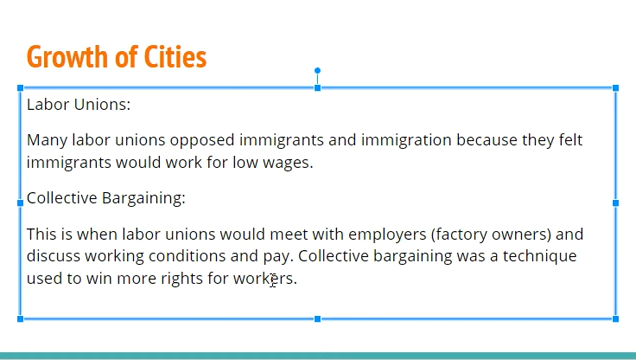 Growth of Cities
Labor Unions:
Many labor unions opposed immigrants and immigration because they felt
immigrants would work for low wages.
Collective Bargaining:
This is when labor unions would meet with employers (factory owners) and
discuss working conditions and pay. Collective bargaining was a technique
used to win more rights for workers.